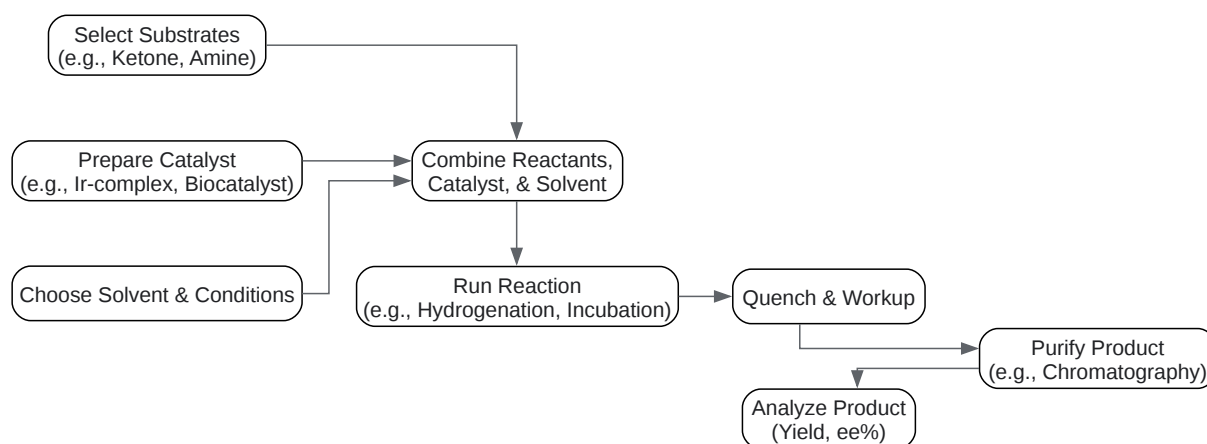 Select Substrates
(e.g., Ketone, Amine)
Prepare Catalyst
(e.g., Ir-complex, Biocatalyst)
Combine Reactants,
Catalyst, & Solvent
Choose Solvent & Conditions
Run Reaction
(e.g., Hydrogenation, Incubation)
Quench & Workup
Purify Product
(e.g., Chromatography)
Analyze Product
(Yield, ee%)